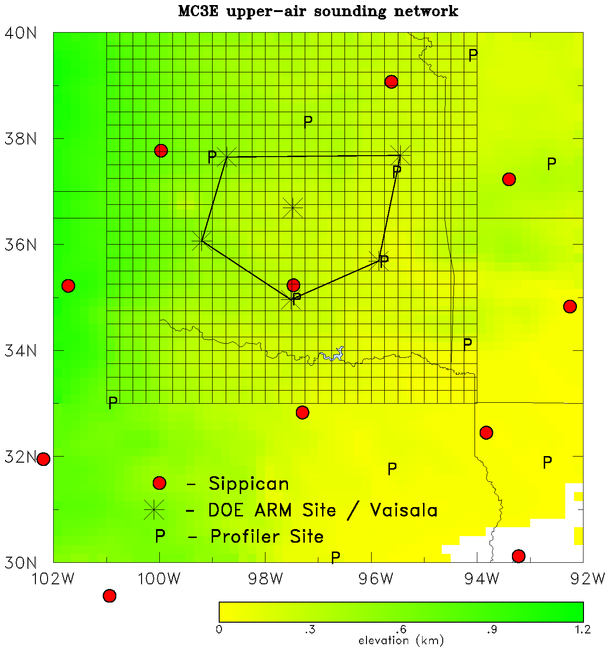 MC3E upper-air sounding network
40N
P
P
38N
P
P
P
36N
P
P
34N
P
P
32N
P
P
- Sippican
- DOE ARM Site / Vaisala
P - Profiler Site
P
30N
102W 100W 98W 96W 94W 92W
0 .3 .6 .9 1.2
elevation (km)